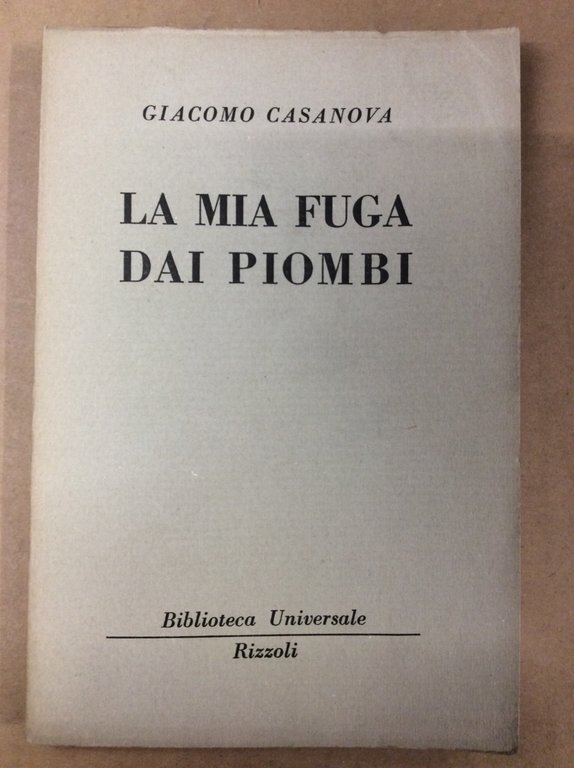 GIACOMO CASANOVA
LA MIA FUGA
DAI PIOMBI
Biblioteca Universale
Rizzoli